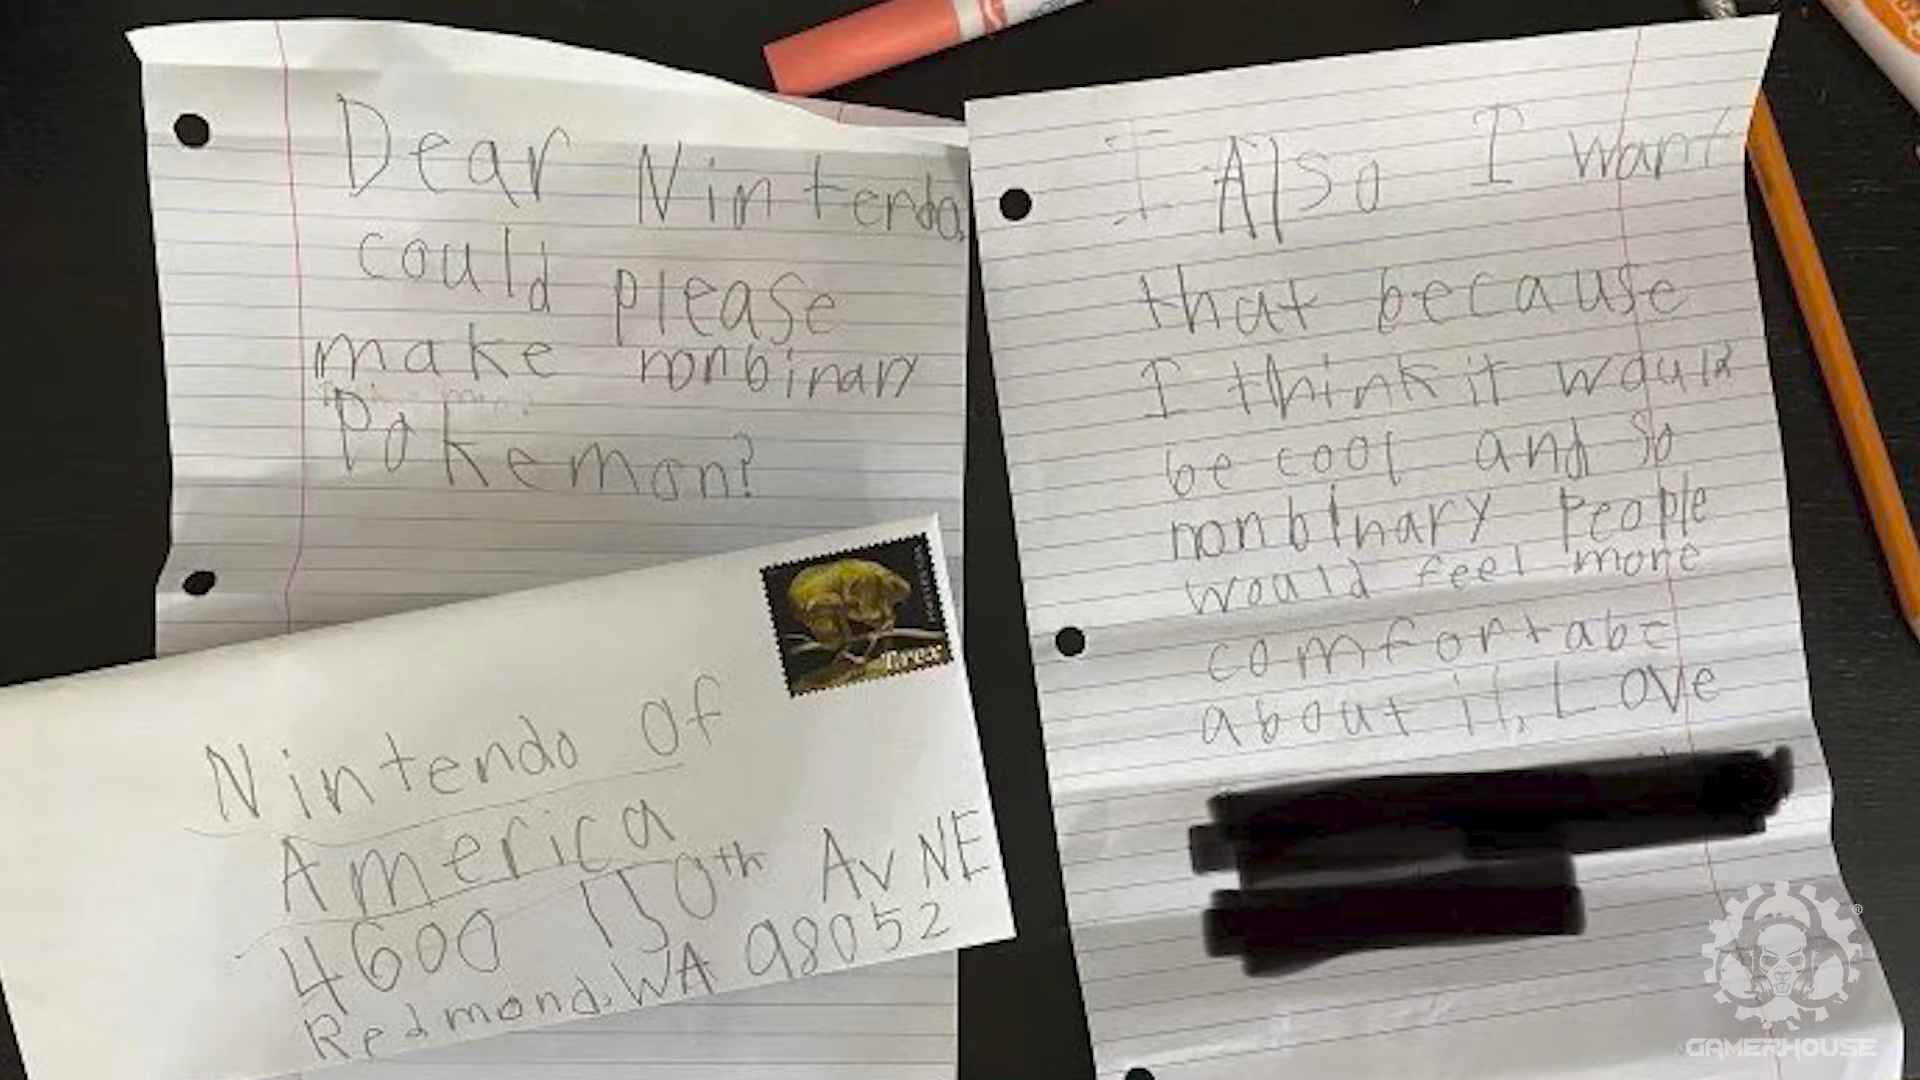 Dear Nintendo,
could please
make nonbinary
Pokemon?
I Also I want
that because
I think it would
be cool and so
nonbinary People
would feel more
comfortabe
about it, Love
T. rex
Nintendo of
America
4600 150th Av NE
Redmond, WA 98052
GAMERHOUSE
®